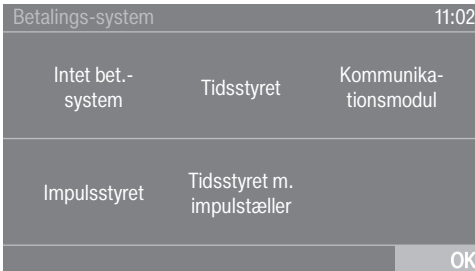 Betalings-system 11:02
Intet bet.-
system
Tidsstyret
Kommunika-
tionsmodul
Impulsstyret
Tidsstyret m.
impulstæller
OK